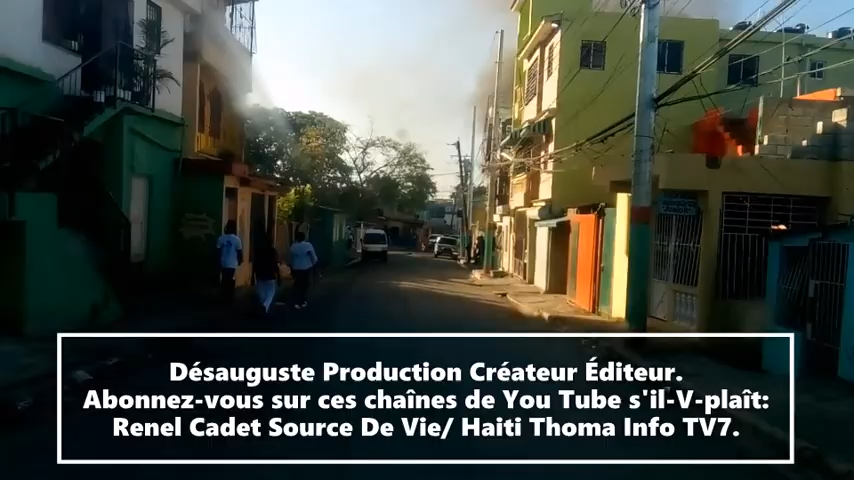 Désauguste Production Créateur Éditeur.
Abonnez-vous sur ces chaînes de You Tube s'il-V-plaît:
Renel Cadet Source De Vie/ Haiti Thoma Info TV7.